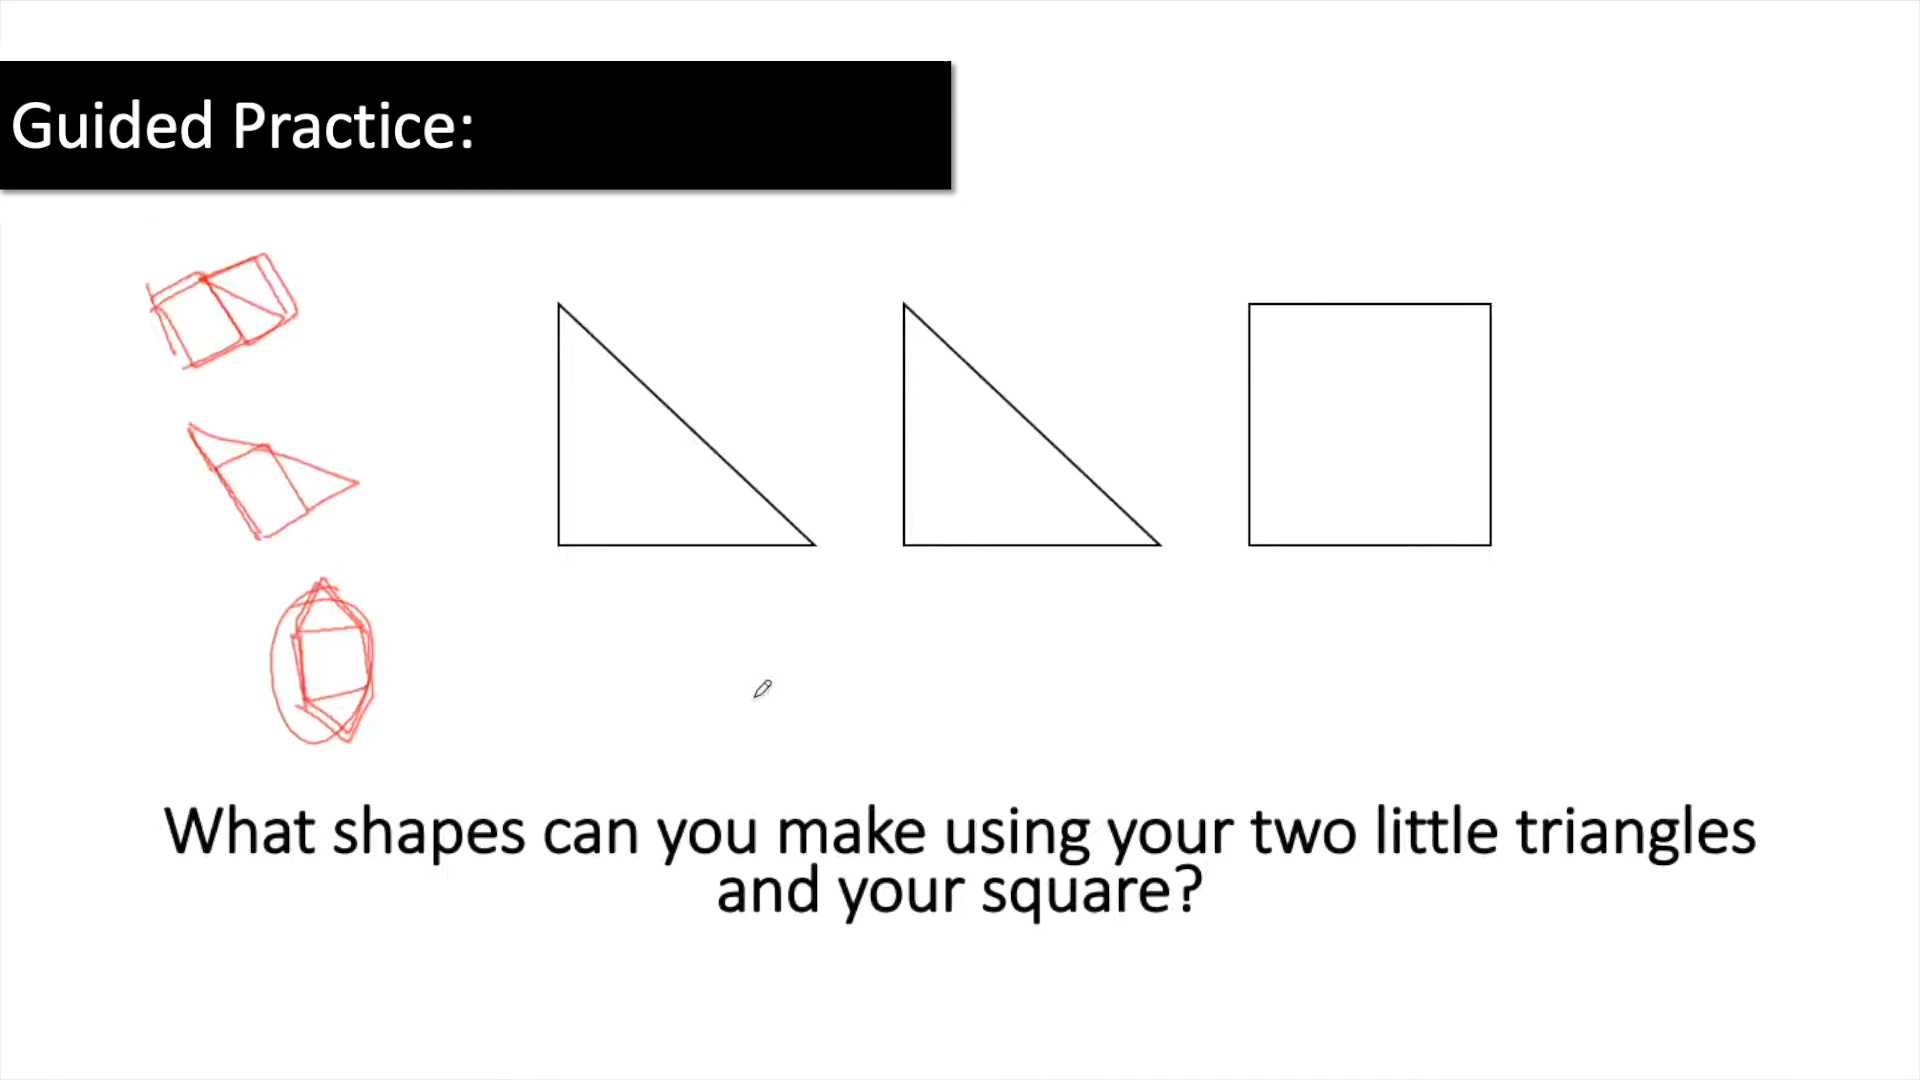 Guided Practice:
What shapes can you make using your two little triangles
and your square?